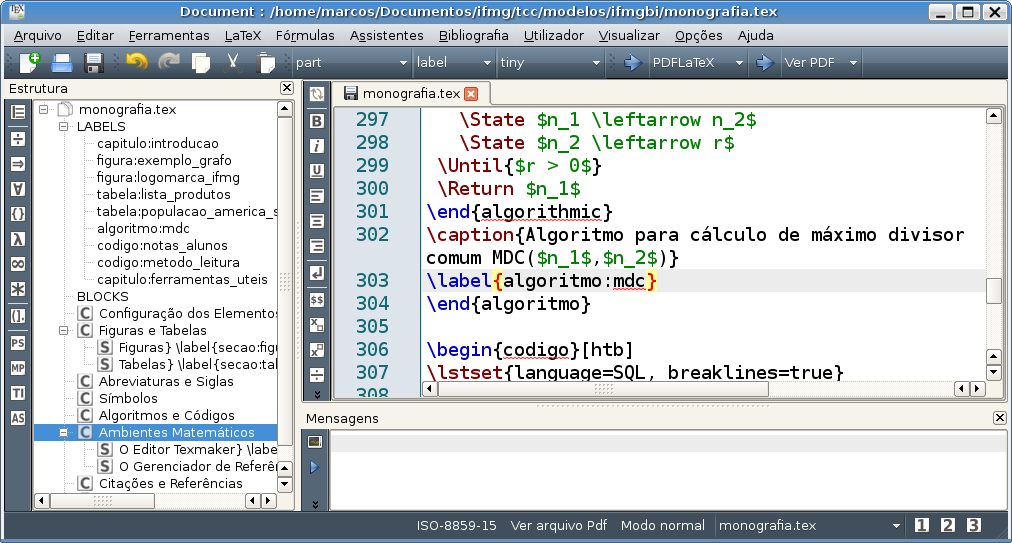 Document : /home/marcos/Documentos/ifmg/tcc/modelos/ifmgbi/monografia.tex
Arquivo Editar Ferramentas LaTeX Fórmulas Assistentes Bibliografia Utilizador Visualizar Opções Ajuda
part label tiny PDFLaTeX Ver PDF
Estrutura
monografia.tex
LABELS
capitulo:introducao
figura:exemplo_grafo
figura:logomarca_ifmg
tabela:lista_produtos
tabela:populacao_america_s
algoritmo:mdc
codigo:notas_alunos
codigo:metodo_leitura
capitulo:ferramentas_uteis
BLOCKS
C Configuração dos Elementos
C Figuras e Tabelas
S Figuras} \label{secao:figu
S Tabelas} \label{secao:tal
C Abreviaturas e Siglas
C Símbolos
C Algoritmos e Códigos
C Ambientes Matemáticos
S O Editor Texmaker} \labe
S O Gerenciador de Referên
C Citações e Referências
PS
MP
TI
AS
monografia.tex
B
i
U
$$
297 \State $n_1 \leftarrow n_2$
298 \State $n_2 \leftarrow r$
299 \Until{$r > 0$}
300 \Return $n_1$
301 \end{algorithmic}
302 \caption{Algoritmo para cálculo de máximo divisor
comum MDC($n_1$,$n_2$)}
303 \label{algoritmo:mdc}
304 \end{algoritmo}
305
306 \begin{codigo}[htb]
307 \lstset{language=SQL, breaklines=true}
308
Mensagens
ISO-8859-15 Ver arquivo Pdf Modo normal monografia.tex 1 2 3